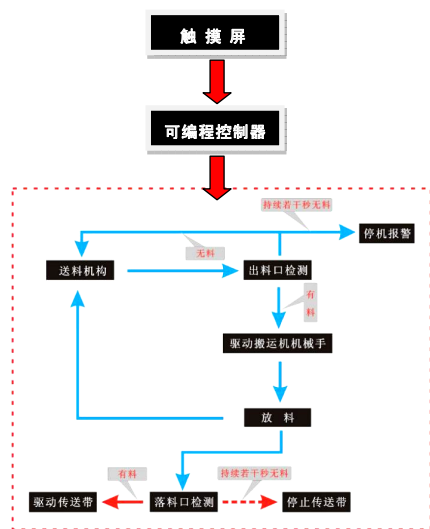 触摸屏
可编程控制器
持续若干秒无料
停机报警
无料
送料机构
出料口检测
有
料
驱动搬运机机械手
放料
有料
持续若干秒无料
驱动传送带
落料口检测
停止传送带